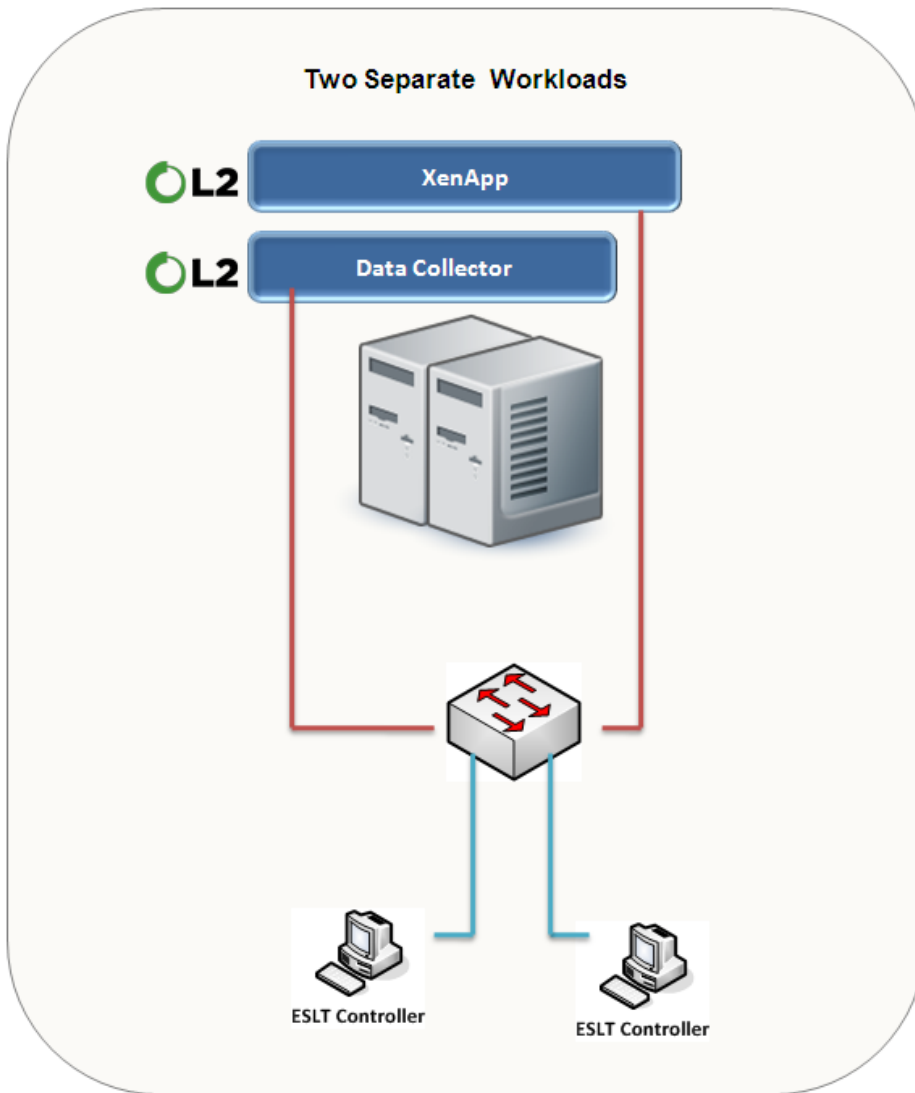 Two Separate Workloads
L2 XenApp
L2 Data Collector
ESLT Controller
ESLT Controller